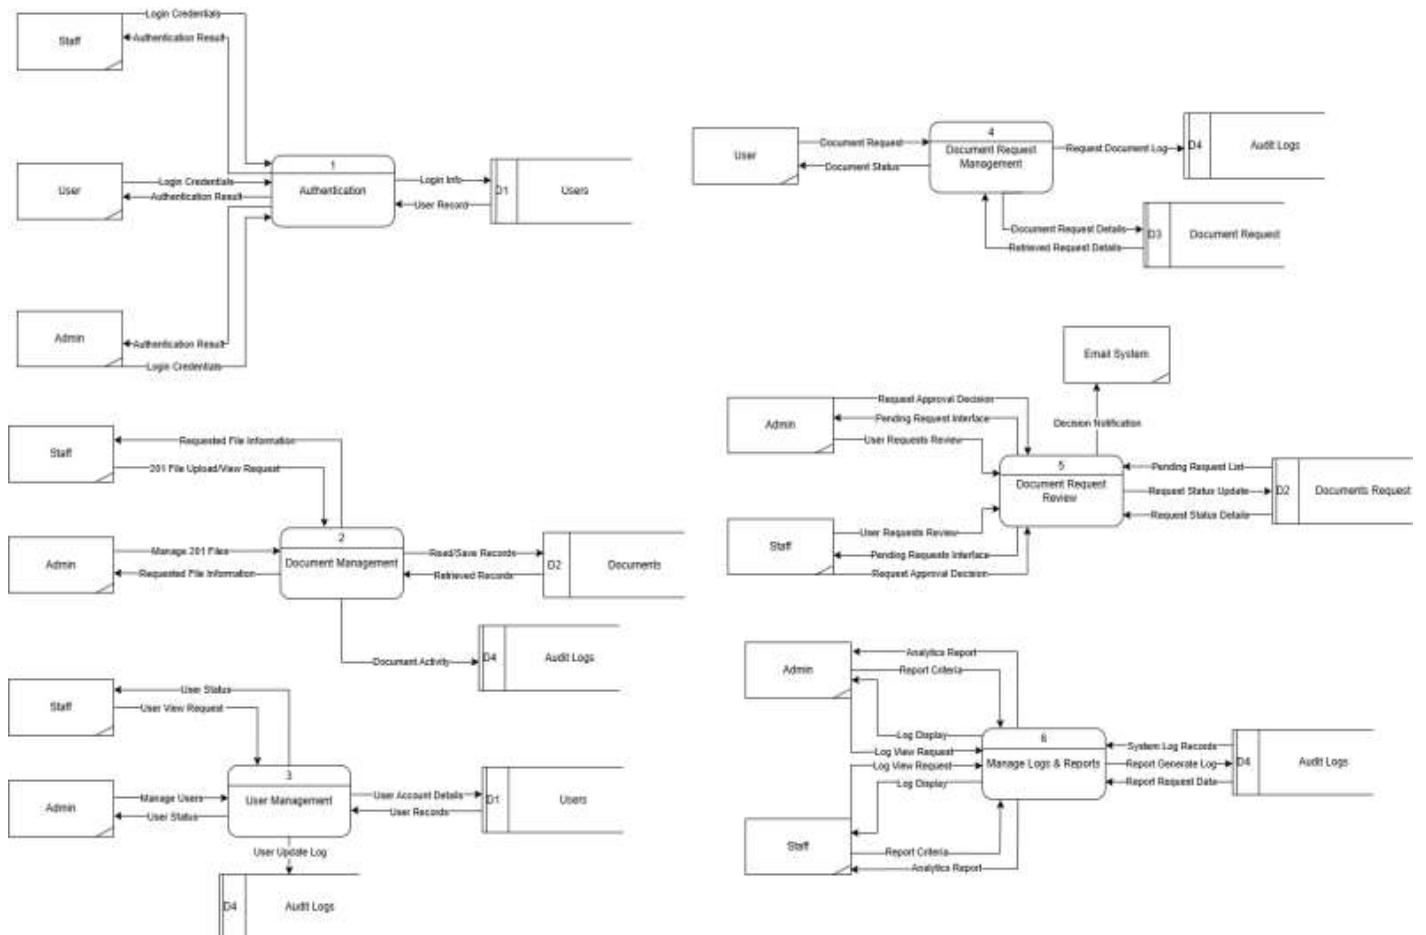 Login Credentials
Staff
Authentication Result
1
Authentication
User
Login Credentials
Authentication Result
Login Info
User Record
D1
Users
Admin
Authentication Result
Login Credentials
Staff
Requested File Information
201 File Upload/View Request
2
Document Management
Admin
Manage 201 Files
Requested File Information
Read/Save Records
Retrieved Records
D2
Documents
Document Activity
D4
Audit Logs
Staff
User Status
User View Request
3
User Management
Admin
Manage Users
User Status
User Account Details
User Records
D1
Users
User Update Log
D4
Audit Logs
User
Document Request
Document Status
4
Document Request
Management
Request Document Log
D4
Audit Logs
Document Request Details
Retrieved Request Details
D3
Document Request
Email System
Decision Notification
Admin
Request Approval Decision
Pending Request Interface
User Requests Review
5
Document Request
Review
Pending Request List
Request Status Update
Request Status Details
D2
Documents Request
Staff
User Requests Review
Pending Requests Interface
Request Approval Decision
Admin
Analytics Report
Report Criteria
Log Display
Log View Request
Log View Request
Log Display
6
Manage Logs & Reports
System Log Records
Report Generate Log
Report Request Data
D4
Audit Logs
Staff
Report Criteria
Analytics Report